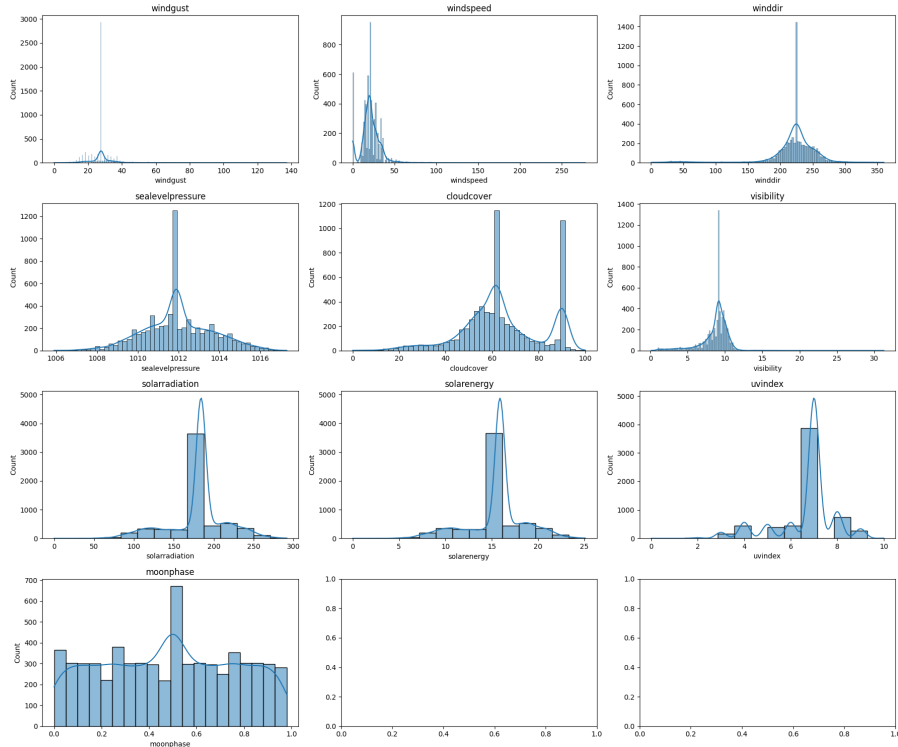 windgust
3000
2500
2000
1500
1000
500
0
Count
0 20 40 60 80 100 120 140
windgust
windspeed
800
600
400
200
0
Count
0 50 100 150 200 250
windspeed
winddir
1400
1200
1000
800
600
400
200
0
Count
0 50 100 150 200 250 300 350
winddir
sealevelpressure
1200
1000
800
600
400
200
0
Count
1006 1008 1010 1012 1014 1016
sealevelpressure
cloudcover
1200
1000
800
600
400
200
0
Count
0 20 40 60 80 100
cloudcover
visibility
1400
1200
1000
800
600
400
200
0
Count
0 5 10 15 20 25 30
visibility
solarradiation
5000
4000
3000
2000
1000
0
Count
0 50 100 150 200 250 300
solarradiation
solarenergy
5000
4000
3000
2000
1000
0
Count
0 5 10 15 20 25
solarenergy
uvindex
5000
4000
3000
2000
1000
0
Count
0 2 4 6 8 10
uvindex
moonphase
700
600
500
400
300
200
100
0
Count
0.0 0.2 0.4 0.6 0.8 1.0
moonphase
1.0
0.8
0.6
0.4
0.2
0.0
0.0 0.2 0.4 0.6 0.8 1.0
1.0
0.8
0.6
0.4
0.2
0.0
0.0 0.2 0.4 0.6 0.8 1.0